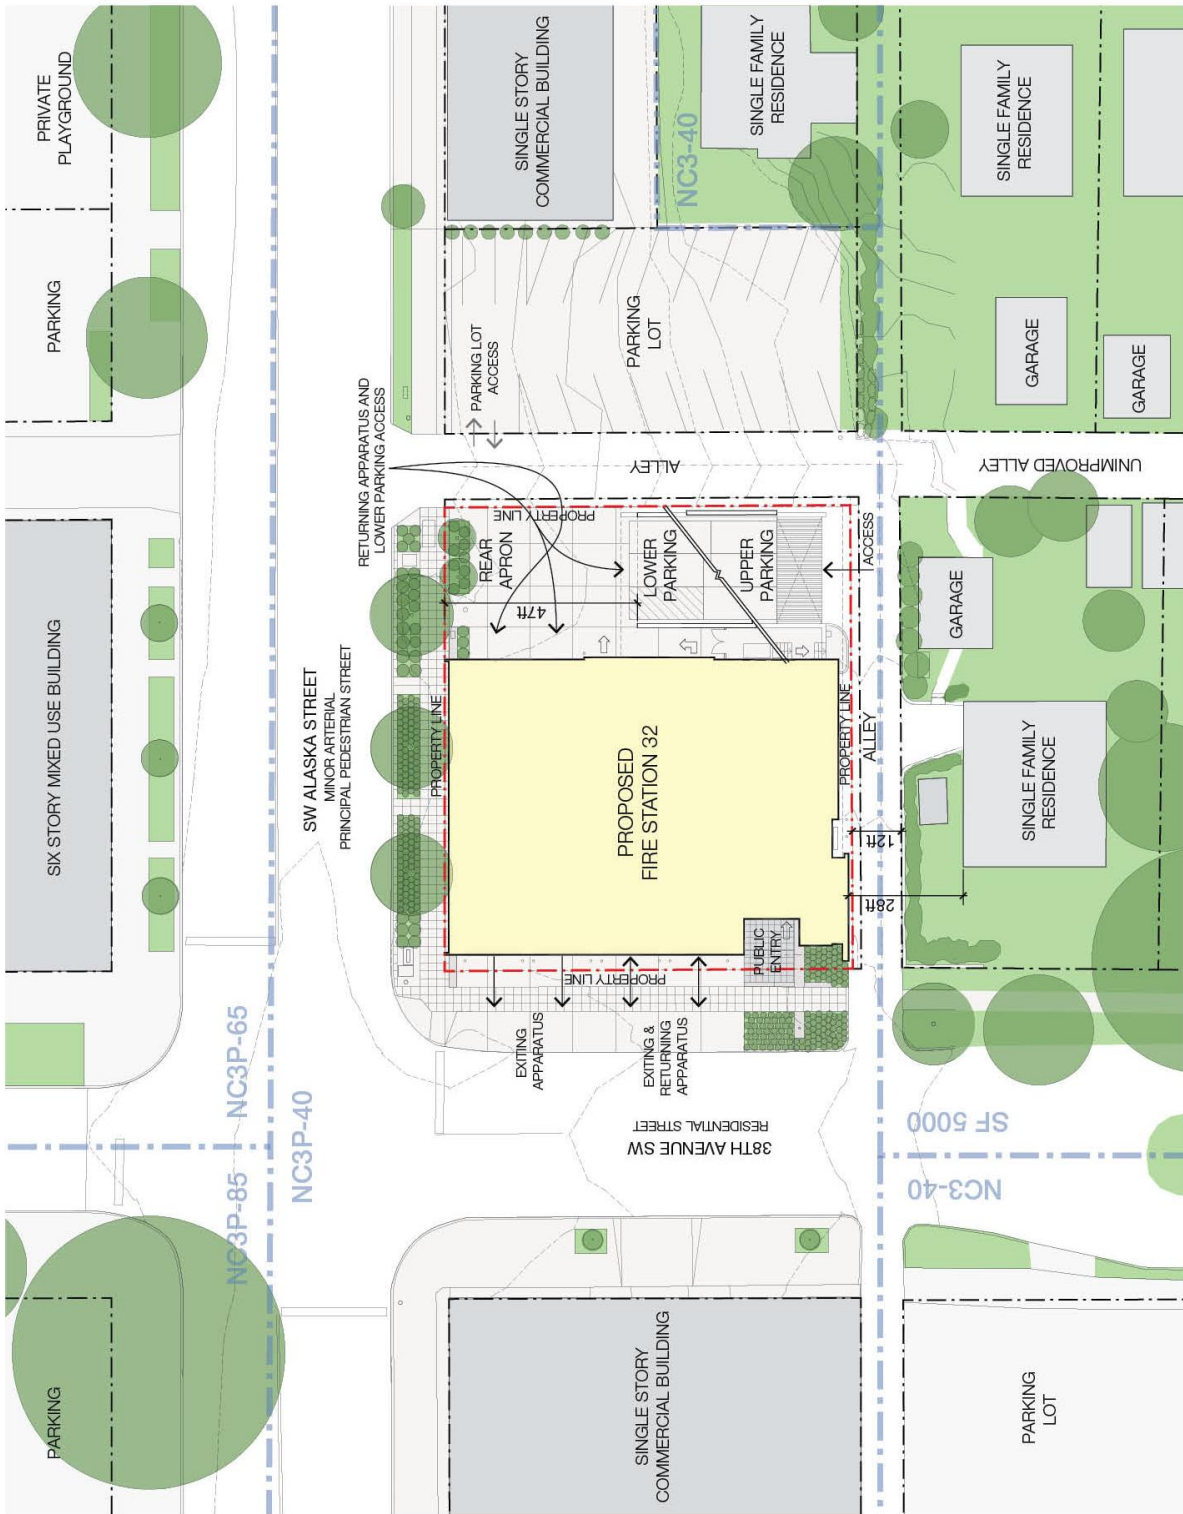 PRIVATE
PLAYGROUND
PARKING
SIX STORY MIXED USE BUILDING
NC3P-65
NC3P-85
PARKING
SINGLE STORY
COMMERCIAL BUILDING
SINGLE FAMILY
RESIDENCE
NC3-40
PARKING LOT
ACCESS
PARKING
LOT
RETURNING APPARATUS AND
LOWER PARKING ACCESS
ALLEY
SW ALASKA STREET
MINOR ARTERIAL
PRINCIPAL PEDESTRIAN STREET
NC3P-40
PROPERTY LINE
REAR
APRON
47ft
LOWER
PARKING
UPPER
PARKING
ACCESS
PROPERTY LINE
PROPOSED
FIRE STATION 32
PROPERTY LINE
ALLEY
PUBLIC
ENTRY
PROPERTY LINE
12ft
28ft
EXITING
APPARATUS
EXITING &
RETURNING
APPARATUS
38TH AVENUE SW
RESIDENTIAL STREET
SINGLE STORY
COMMERCIAL BUILDING
SINGLE FAMILY
RESIDENCE
GARAGE
GARAGE
UNIMPROVED ALLEY
GARAGE
SINGLE FAMILY
RESIDENCE
SF 5000
NC3-40
PARKING
LOT